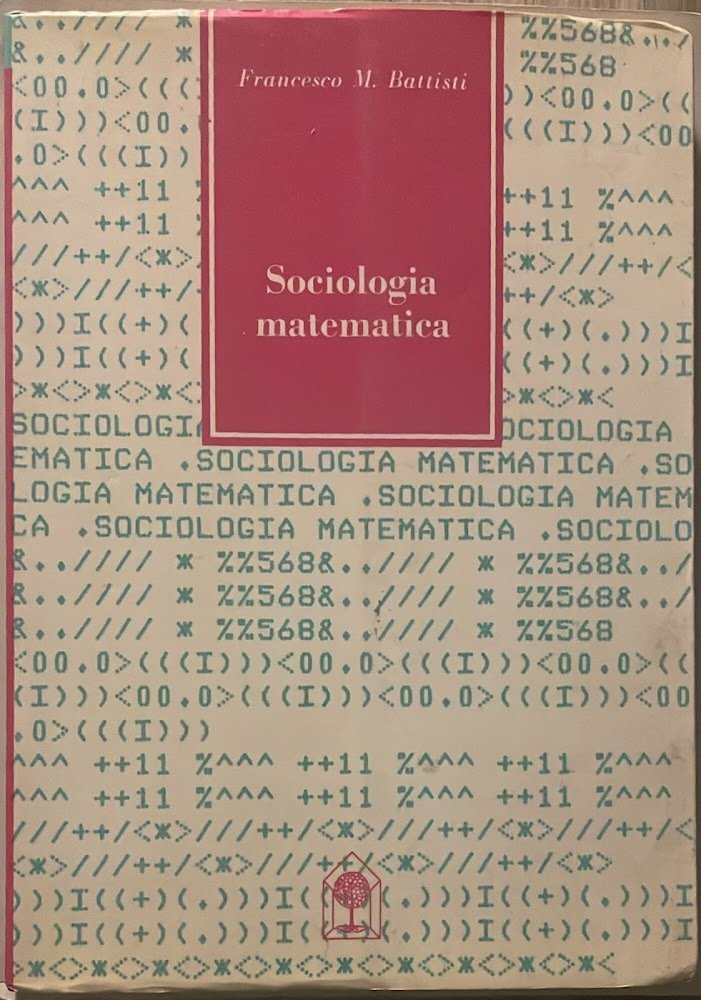 Francesco M. Battisti
Sociologia
matematica
&..//// * %%568&../
&..//// * %%568
<00.0>((( ))<00.0>((
(I)))<00. (((I)))<00
.0>(((I))
^^^ ++11 % ++11 %^^^
^^^ ++11 % ++11 %^^^
///++/<*> <*>///++/<
<*>///++/ ++/<*>
)))I((+)( ((+)(.)))I
)))I((+)( ((+)(.)))I
>*<>*<>*< >*<>*<
SOCIOLOGIA OCIOLOGIA
EMATICA .SOCIOLOGIA MATEMATICA .SO
LOGIA MATEMATICA .SOCIOLOGIA MATEM
CA .SOCIOLOGIA MATEMATICA .SOCIOLO
&..//// * %%568&..//// * %%568&../
&..//// * %%568&..//// * %%568&../
&..//// * %%568&..//// * %%568
<00.0>(((I)))<00.0>(((I)))<00.0>((
(I)))<00.0>(((I)))<00.0>(((I)))<00
.0>(((I)))
^^^ ++11 %^^^ ++11 %^^^ ++11 %^^^
^^^ ++11 %^^^ ++11 %^^^ ++11 %^^^
///++/<*>///++/<*>///++/<*>///++/<
<*>///++/<*>///++/<*>///++/<*>
)))I((+)(.)))I((+)(.)))I((+)(.)))I
)))I((+)(.)))I((+)(.)))I((+)(.)))I
>*<>*<>*<>*<>*<>*<>*<>*<>*<>*<